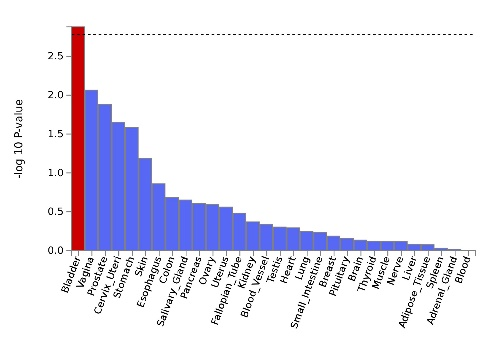 -log 10 P-value
2.5
2.0
1.5
1.0
0.5
0.0
Bladder
Vagina
Prostate
Cervix_Uteri
Stomach
Skin
Esophagus
Colon
Salivary_Gland
Pancreas
Ovary
Uterus
Fallopian_Tube
Kidney
Blood_Vessel
Testis
Heart
Lung
Small_Intestine
Breast
Pituitary
Brain
Thyroid
Muscle
Nerve
Liver
Adipose_Tissue
Spleen
Adrenal_Gland
Blood